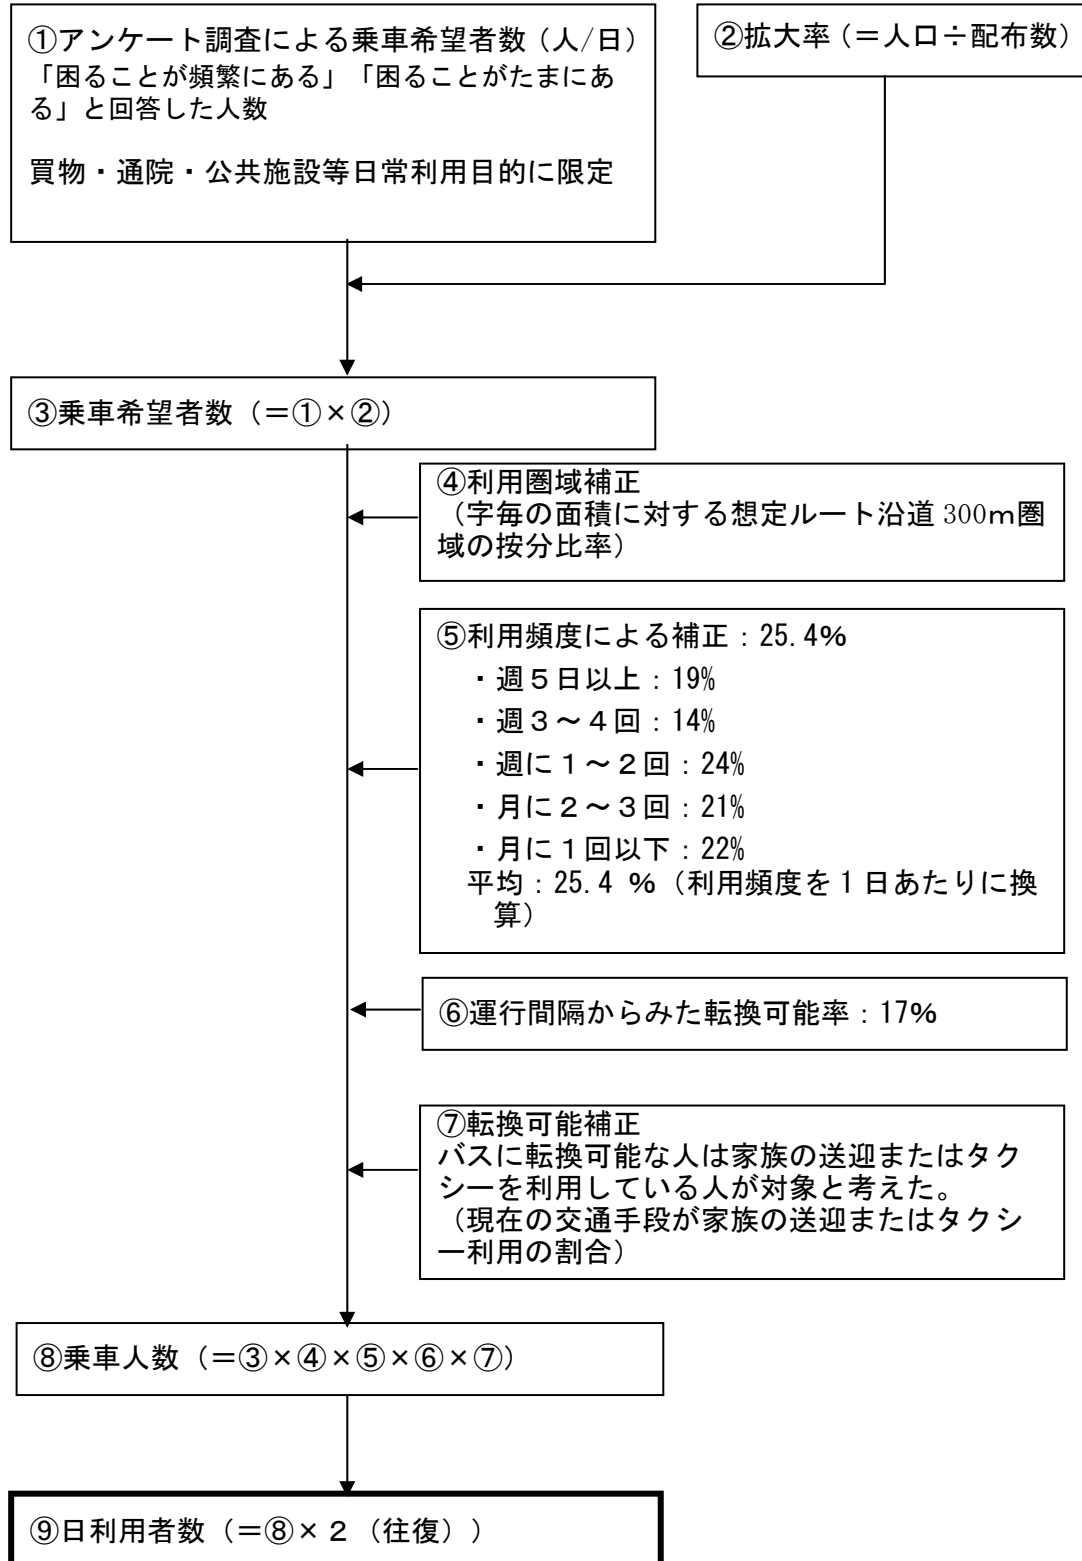 ①アンケート調査による乗車希望者数（人/日）
「困ることが頻繁にある」「困ることがたまにあ
る」と回答した人数
買物・通院・公共施設等日常利用目的に限定
②拡大率（＝人口÷配布数）
③乗車希望者数（＝①×②）
④利用圏域補正
（字毎の面積に対する想定ルート沿道 300ｍ圏
域の按分比率）
⑤利用頻度による補正：25.4％
・週５日以上：19%
・週３～４回：14%
・週に１～２回：24%
・月に２～３回：21%
・月に１回以下：22%
平均：25.4 ％（利用頻度を１日あたりに換
算）
⑥運行間隔からみた転換可能率：17％
⑦転換可能補正
バスに転換可能な人は家族の送迎またはタク
シーを利用している人が対象と考えた。
（現在の交通手段が家族の送迎またはタクシ
ー利用の割合）
⑧乗車人数（＝③×④×⑤×⑥×⑦）
⑨日利用者数（＝⑧×２（往復））